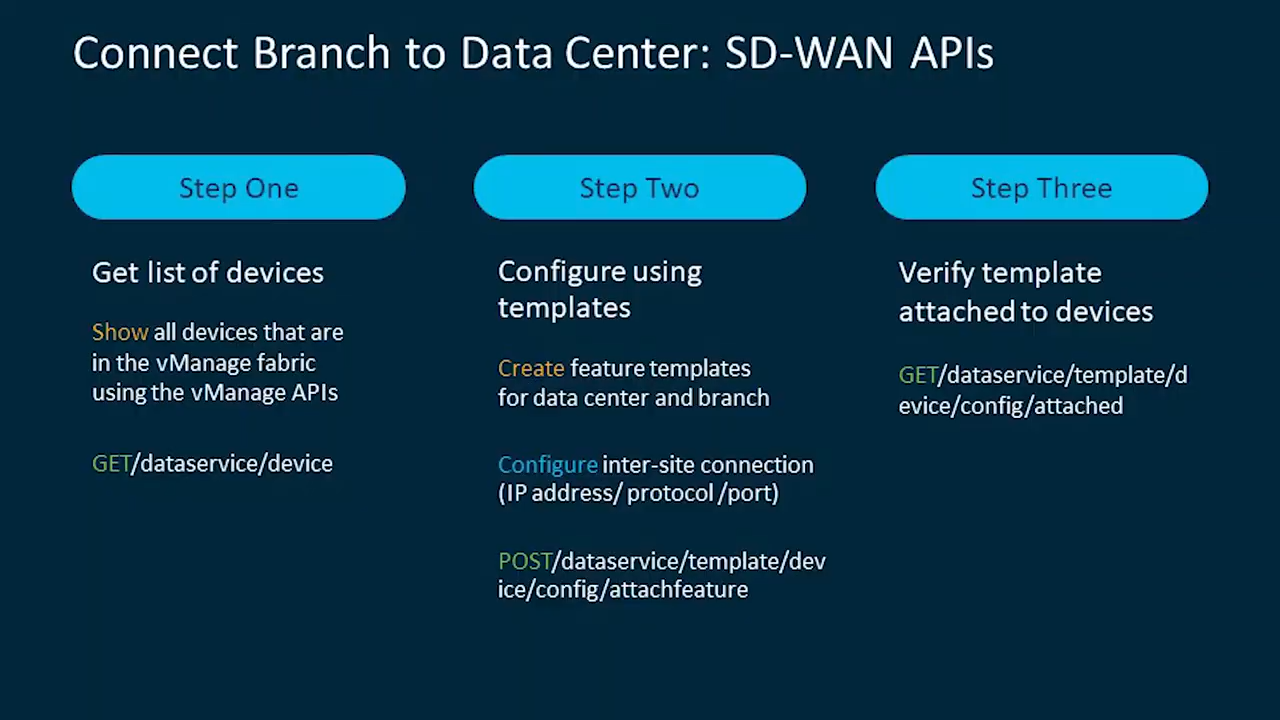 Connect Branch to Data Center: SD-WAN APIs
Step One
Get list of devices
Show all devices that are
in the vManage fabric
using the vManage APIs
GET/dataservice/device
Step Two
Configure using
templates
Create feature templates
for data center and branch
Configure inter-site connection
(IP address/ protocol /port)
POST/dataservice/template/dev
ice/config/attachfeature
Step Three
Verify template
attached to devices
GET/dataservice/template/d
evice/config/attached